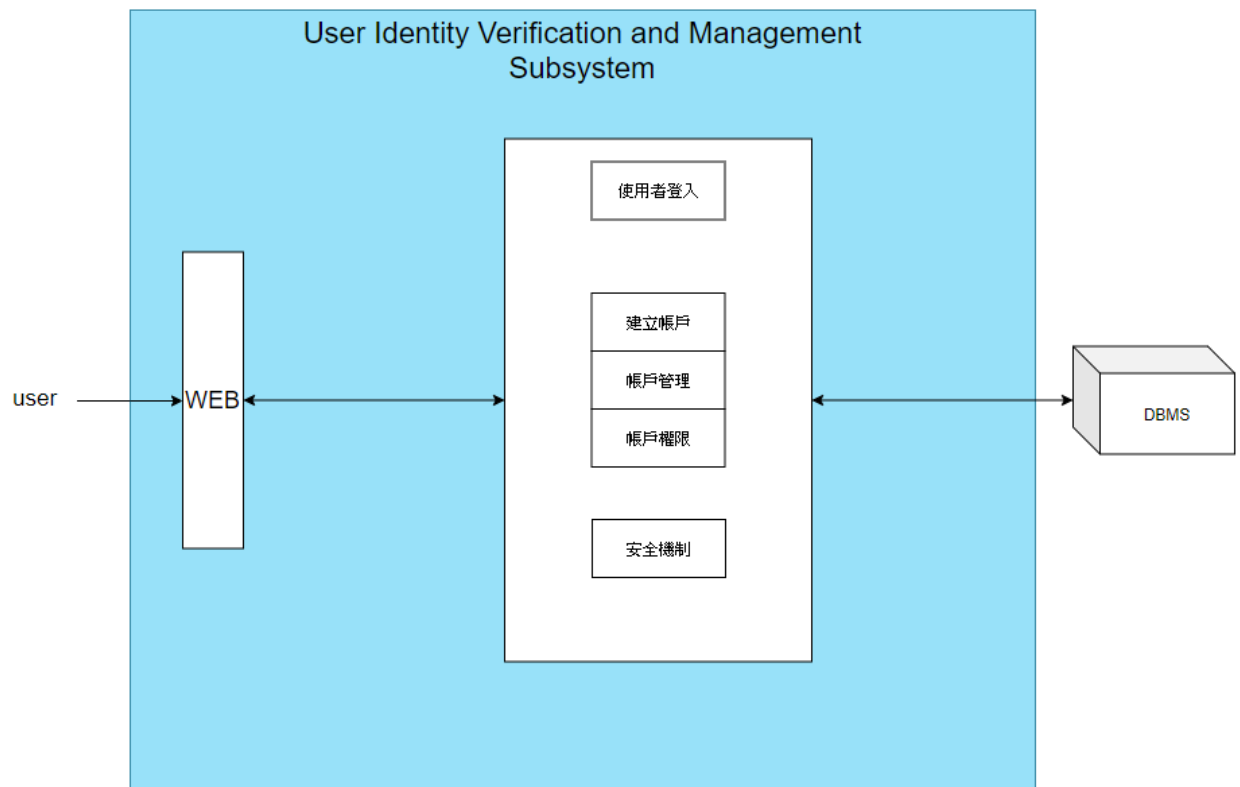 User Identity Verification and Management
Subsystem
使用者登入
建立帳戶
帳戶管理
user
WEB
DBMS
帳戶權限
安全機制